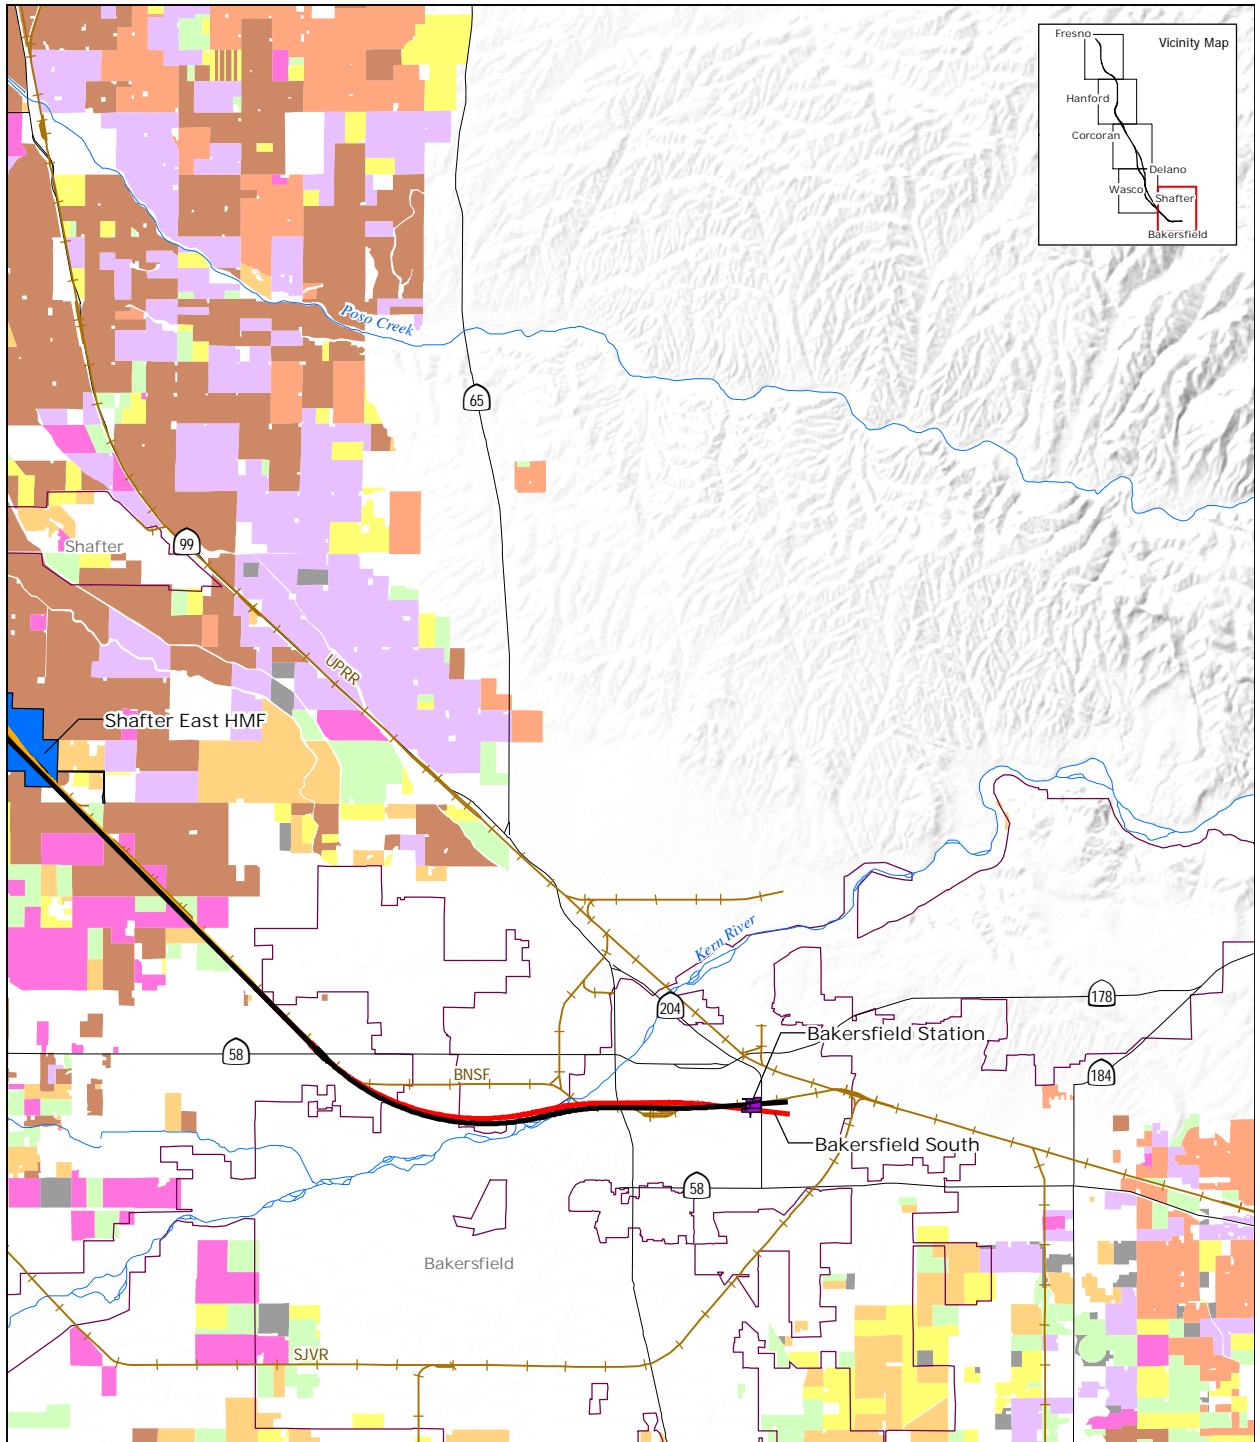 Fresno
Vicinity Map
Hanford
Corcoran
Delano
Wasco
Shafter
Bakersfield
Poso Creek
65
Shafter
99
UPRR
Shafter East HMF
Kern River
204
178
Bakersfield Station
58
184
BNSF
Bakersfield South
58
Bakersfield
SJVR